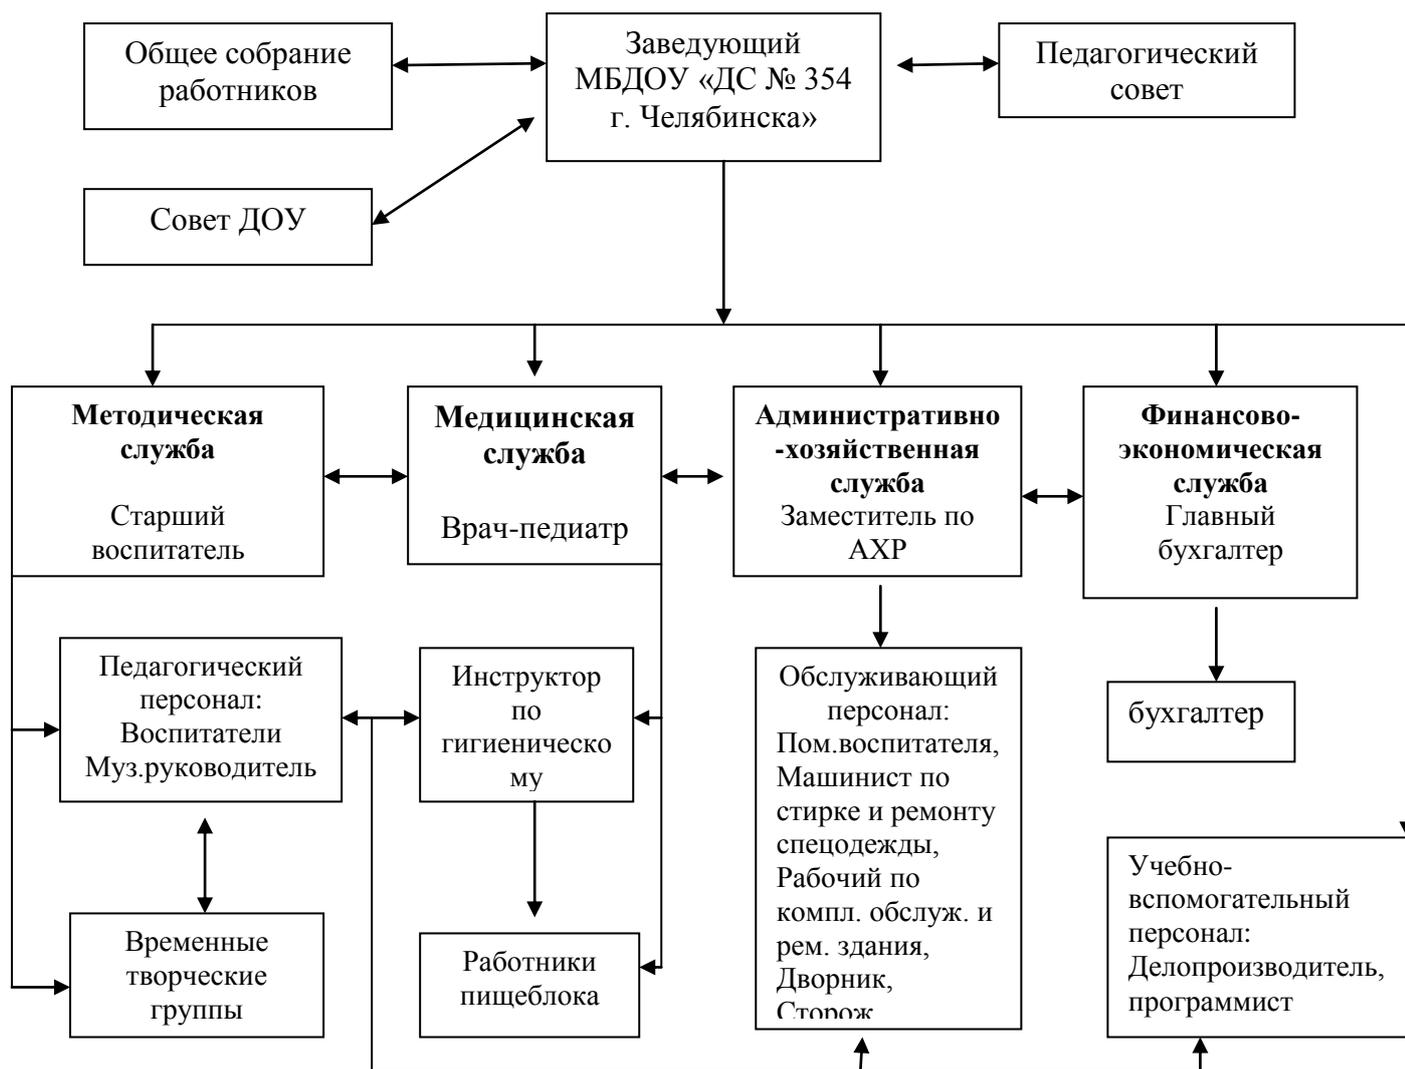 Общее собрание
работников
Заведующий
МБДОУ «ДС № 354
г. Челябинска»
Педагогический
совет
Совет ДОУ
Методическая
служба
Старший
воспитатель
Медицинская
служба
Врач-педиатр
Административно
-хозяйственная
служба
Заместитель по
АХР
Финансово-
экономическая
служба
Главный
бухгалтер
Педагогический
персонал:
Воспитатели
Муз.руководитель
Инструктор
по
гигиеническо
му
Обслуживающий
персонал:
Пом.воспитателя,
Машинист по
стирке и ремонту
спецодежды,
Рабочий по
компл. обслуж. и
рем. здания,
Дворник,
Сторож
бухгалтер
Временные
творческие
группы
Работники
пищеблока
Учебно-
вспомогательный
персонал:
Делопроизводитель,
программист